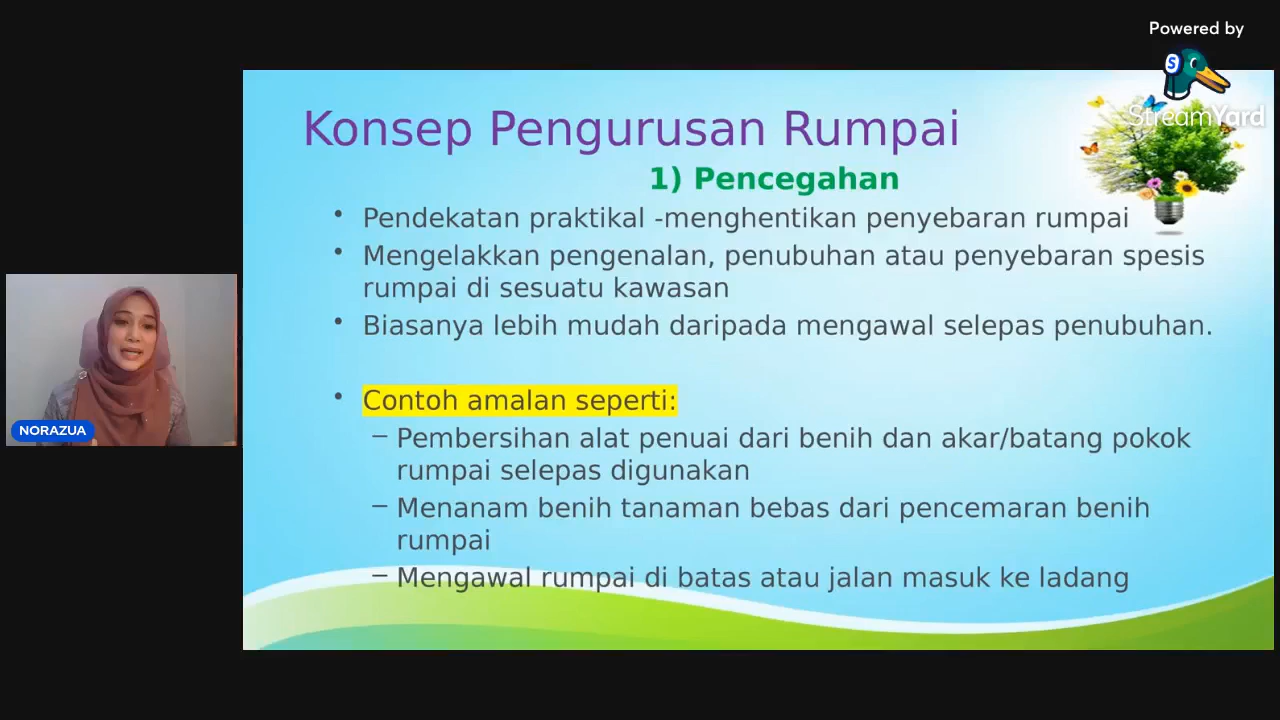 Powered by
S
StreamYard
Konsep Pengurusan Rumpai
1) Pencegahan
• Pendekatan praktikal -menghentikan penyebaran rumpai
• Mengelakkan pengenalan, penubuhan atau penyebaran spesis
rumpai di sesuatu kawasan
• Biasanya lebih mudah daripada mengawal selepas penubuhan.
• Contoh amalan seperti:
– Pembersihan alat penuai dari benih dan akar/batang pokok
rumpai selepas digunakan
– Menanam benih tanaman bebas dari pencemaran benih
rumpai
– Mengawal rumpai di batas atau jalan masuk ke ladang
NORAZUA